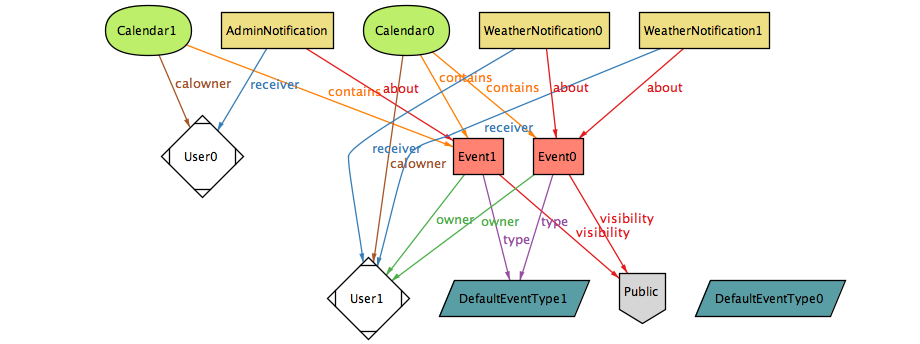 Calendar1
AdminNotification
Calendar0
WeatherNotification0
WeatherNotification1
calowner
receiver
contains
about
contains
contains
about
about
receiver
receiver
calowner
User0
Event1
Event0
owner
owner
type
type
visibility
visibility
User1
DefaultEventType1
Public
DefaultEventType0